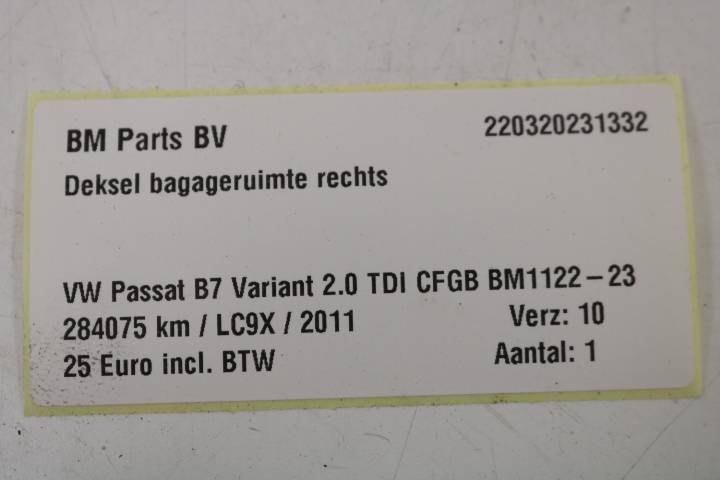 BM Parts BV 220320231332
Deksel bagageruimte rechts
VW Passat B7 Variant 2.0 TDI CFGB BM1122-23
284075 km / LC9X / 2011 Verz: 10
25 Euro incl. BTW Aantal: 1